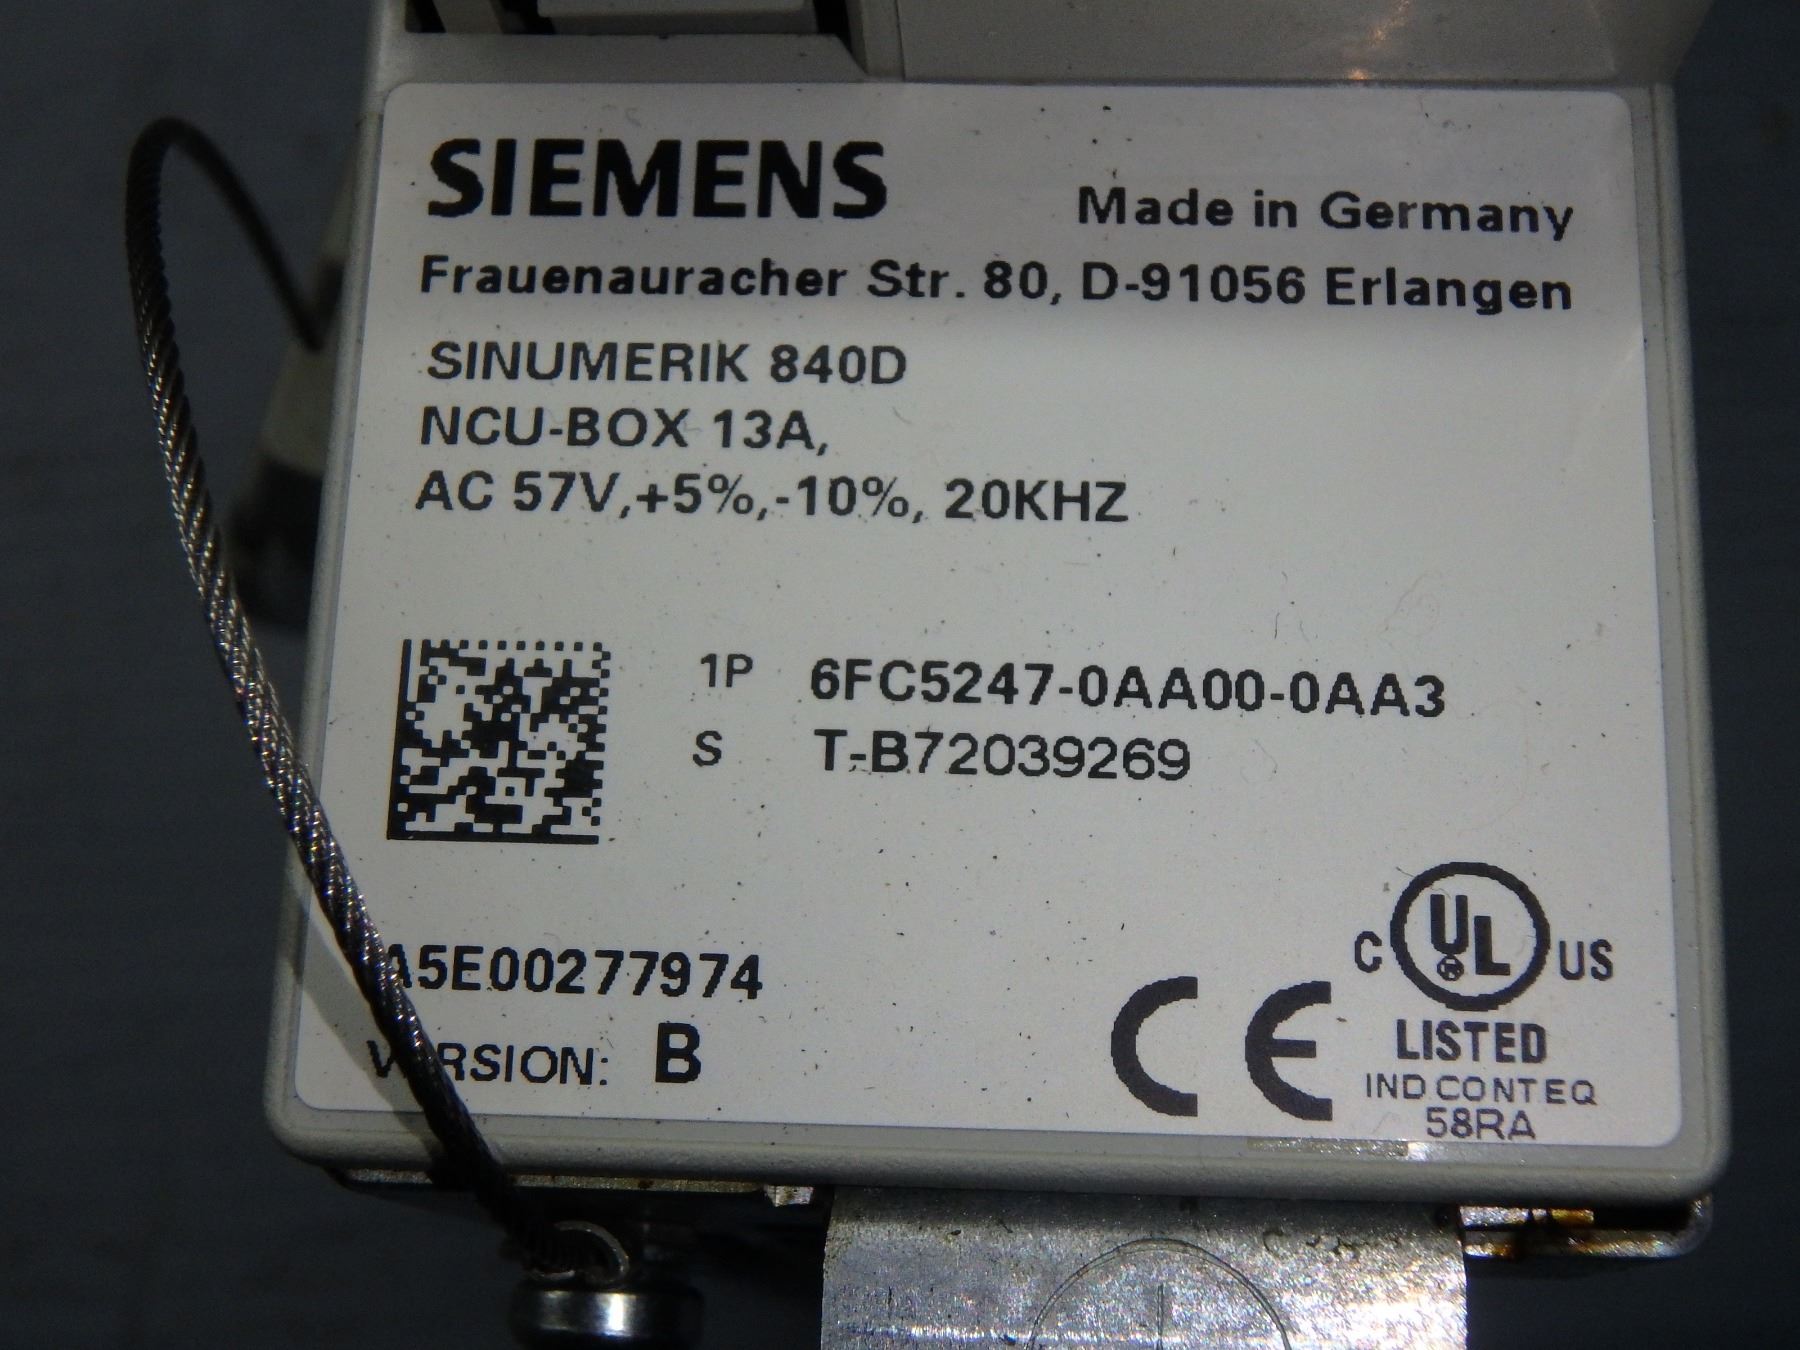 SIEMENS
Made in Germany
Frauenauracher Str. 80, D-91056 Erlangen
SINUMERIK 840D
NCU-BOX 13A,
AC 57V,+5%,-10%, 20KHZ
1P 6FC5247-0AA00-0AA3
S T-B72039269
A5E00277974
VERSION: B
CE
C UL US
LISTED
IND CONT EQ
58RA